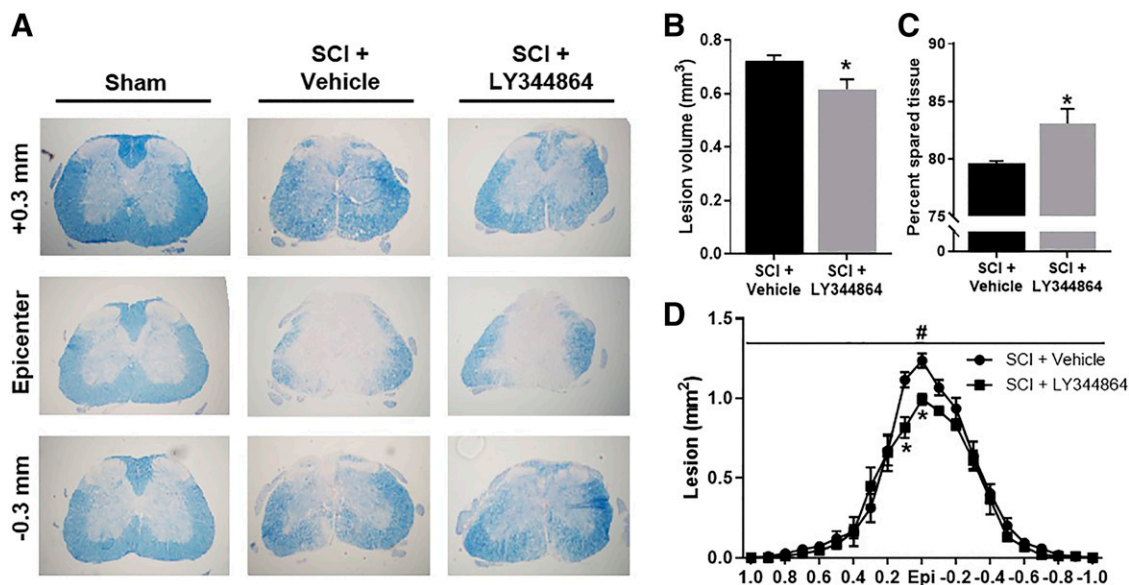 A
Sham
SCI +
Vehicle
SCI +
LY344864
+0.3 mm
Epicenter
-0.3 mm
B
Lesion volume (mm³)
0.8
0.6
0.4
0.2
0.0
*
SCI +
Vehicle
SCI +
LY344864
C
Percent spared tissue
90
85
80
75
0
*
SCI +
Vehicle
SCI +
LY344864
D
Lesion (mm²)
1.5
1.0
0.5
0.0
#
SCI + Vehicle
SCI + LY344864
*
*
1.0 0.8 0.6 0.4 0.2 Epi -0.2 -0.4 -0.6 -0.8 -1.0